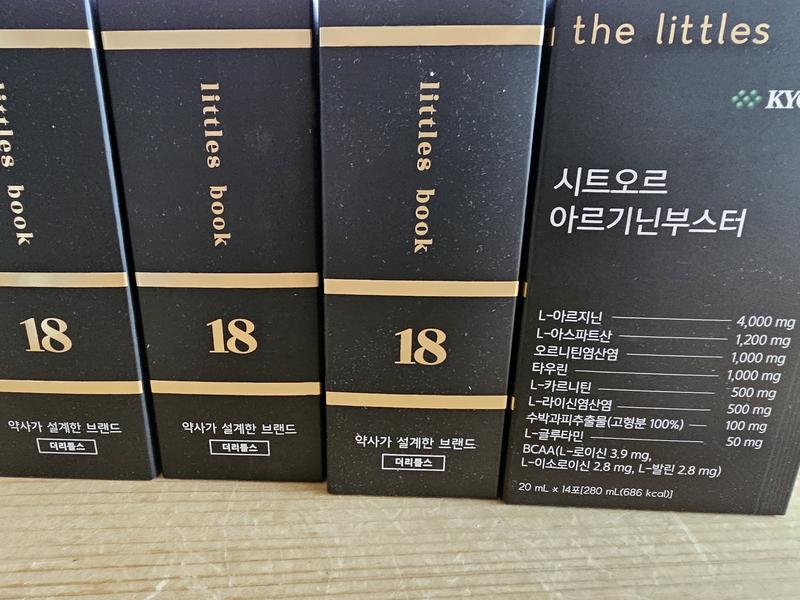 littles book
18
약사가 설계한 브랜드
더리틀스
littles book
18
약사가 설계한 브랜드
더리틀스
littles book
18
약사가 설계한 브랜드
더리틀스
the littles
시트오르
아르기닌부스터
L-아르지닌 4,000 mg
L-아스파트산 1,200 mg
오르니틴염산염 1,000 mg
타우린 1,000 mg
L-카르니틴 500 mg
L-라이신염산염 500 mg
수박과피추출물(고형분 100%) 100 mg
L-글루타민 50 mg
BCAA(L-로이신 3.9 mg,
L-이소로이신 2.8 mg, L-발린 2.8 mg)
20 mL x 14포[280 mL(686 kcal)]